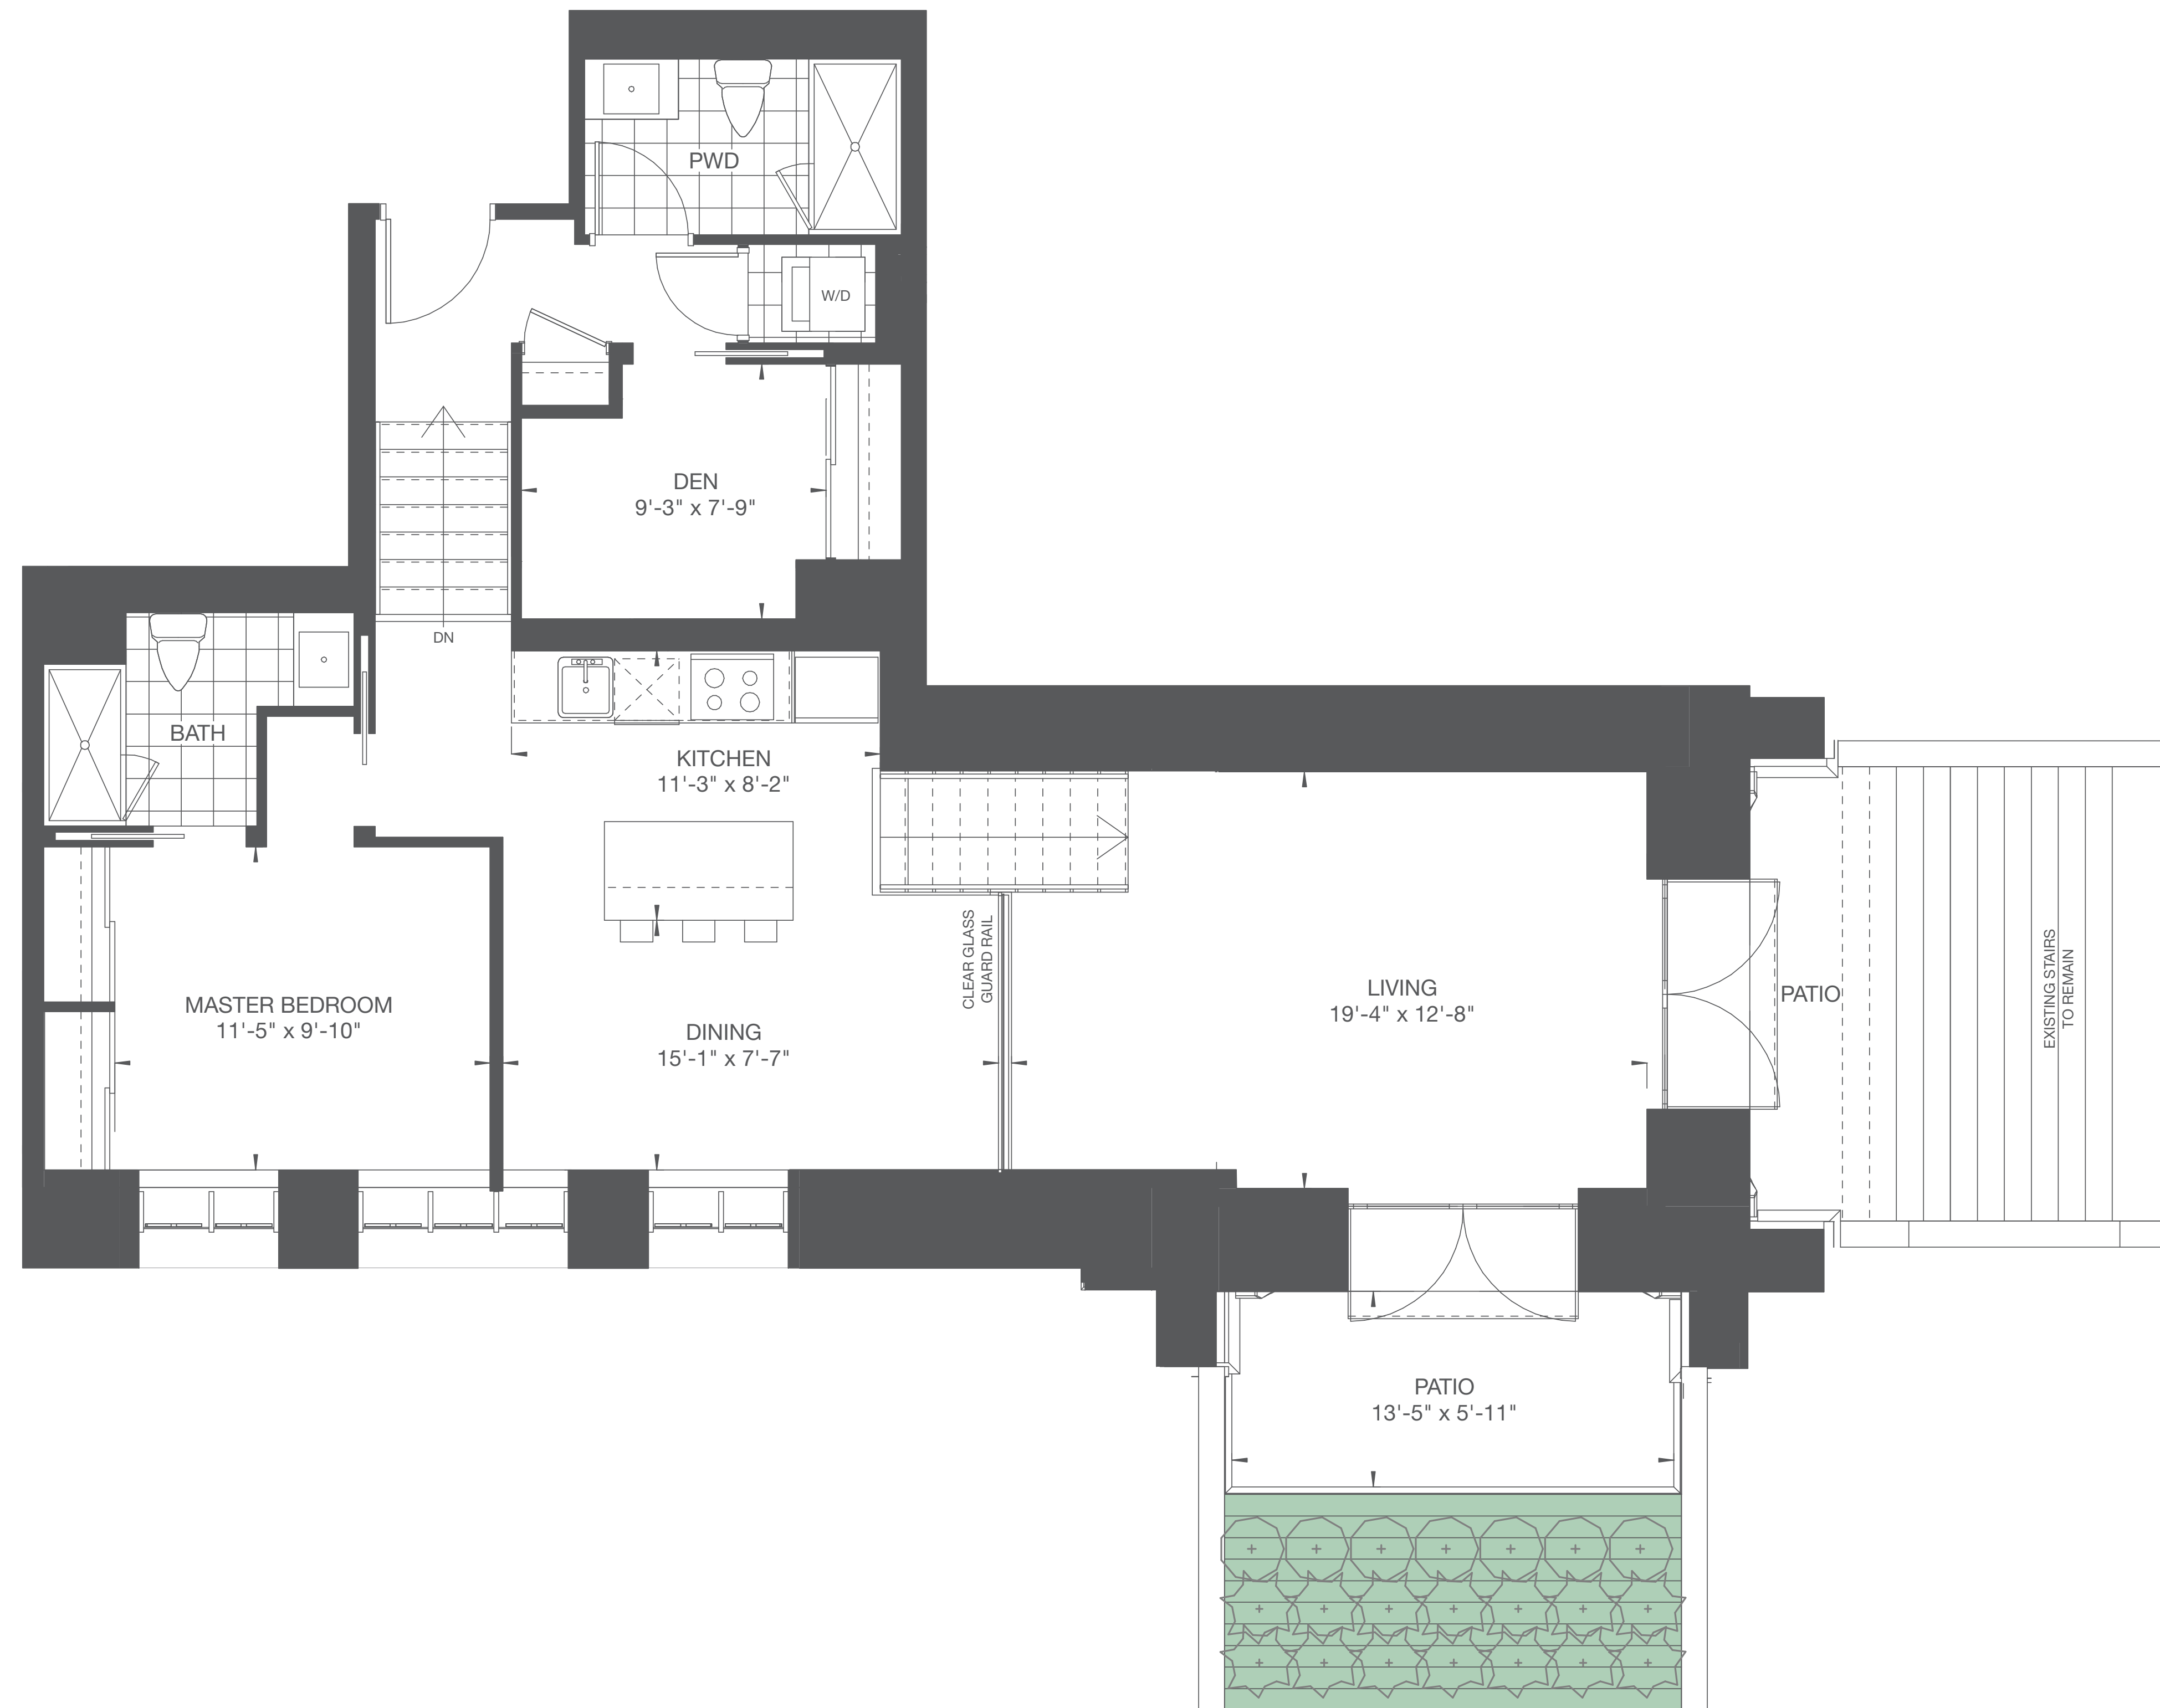 PWD
W/D
DEN
9'-3" x 7'-9"
DN
BATH
KITCHEN
11'-3" x 8'-2"
MASTER BEDROOM
11'-5" x 9'-10"
DINING
15'-1" x 7'-7"
CLEAR GLASS
GUARD RAIL
LIVING
19'-4" x 12'-8"
PATIO
EXISTING STAIRS
TO REMAIN
PATIO
13'-5" x 5'-11"